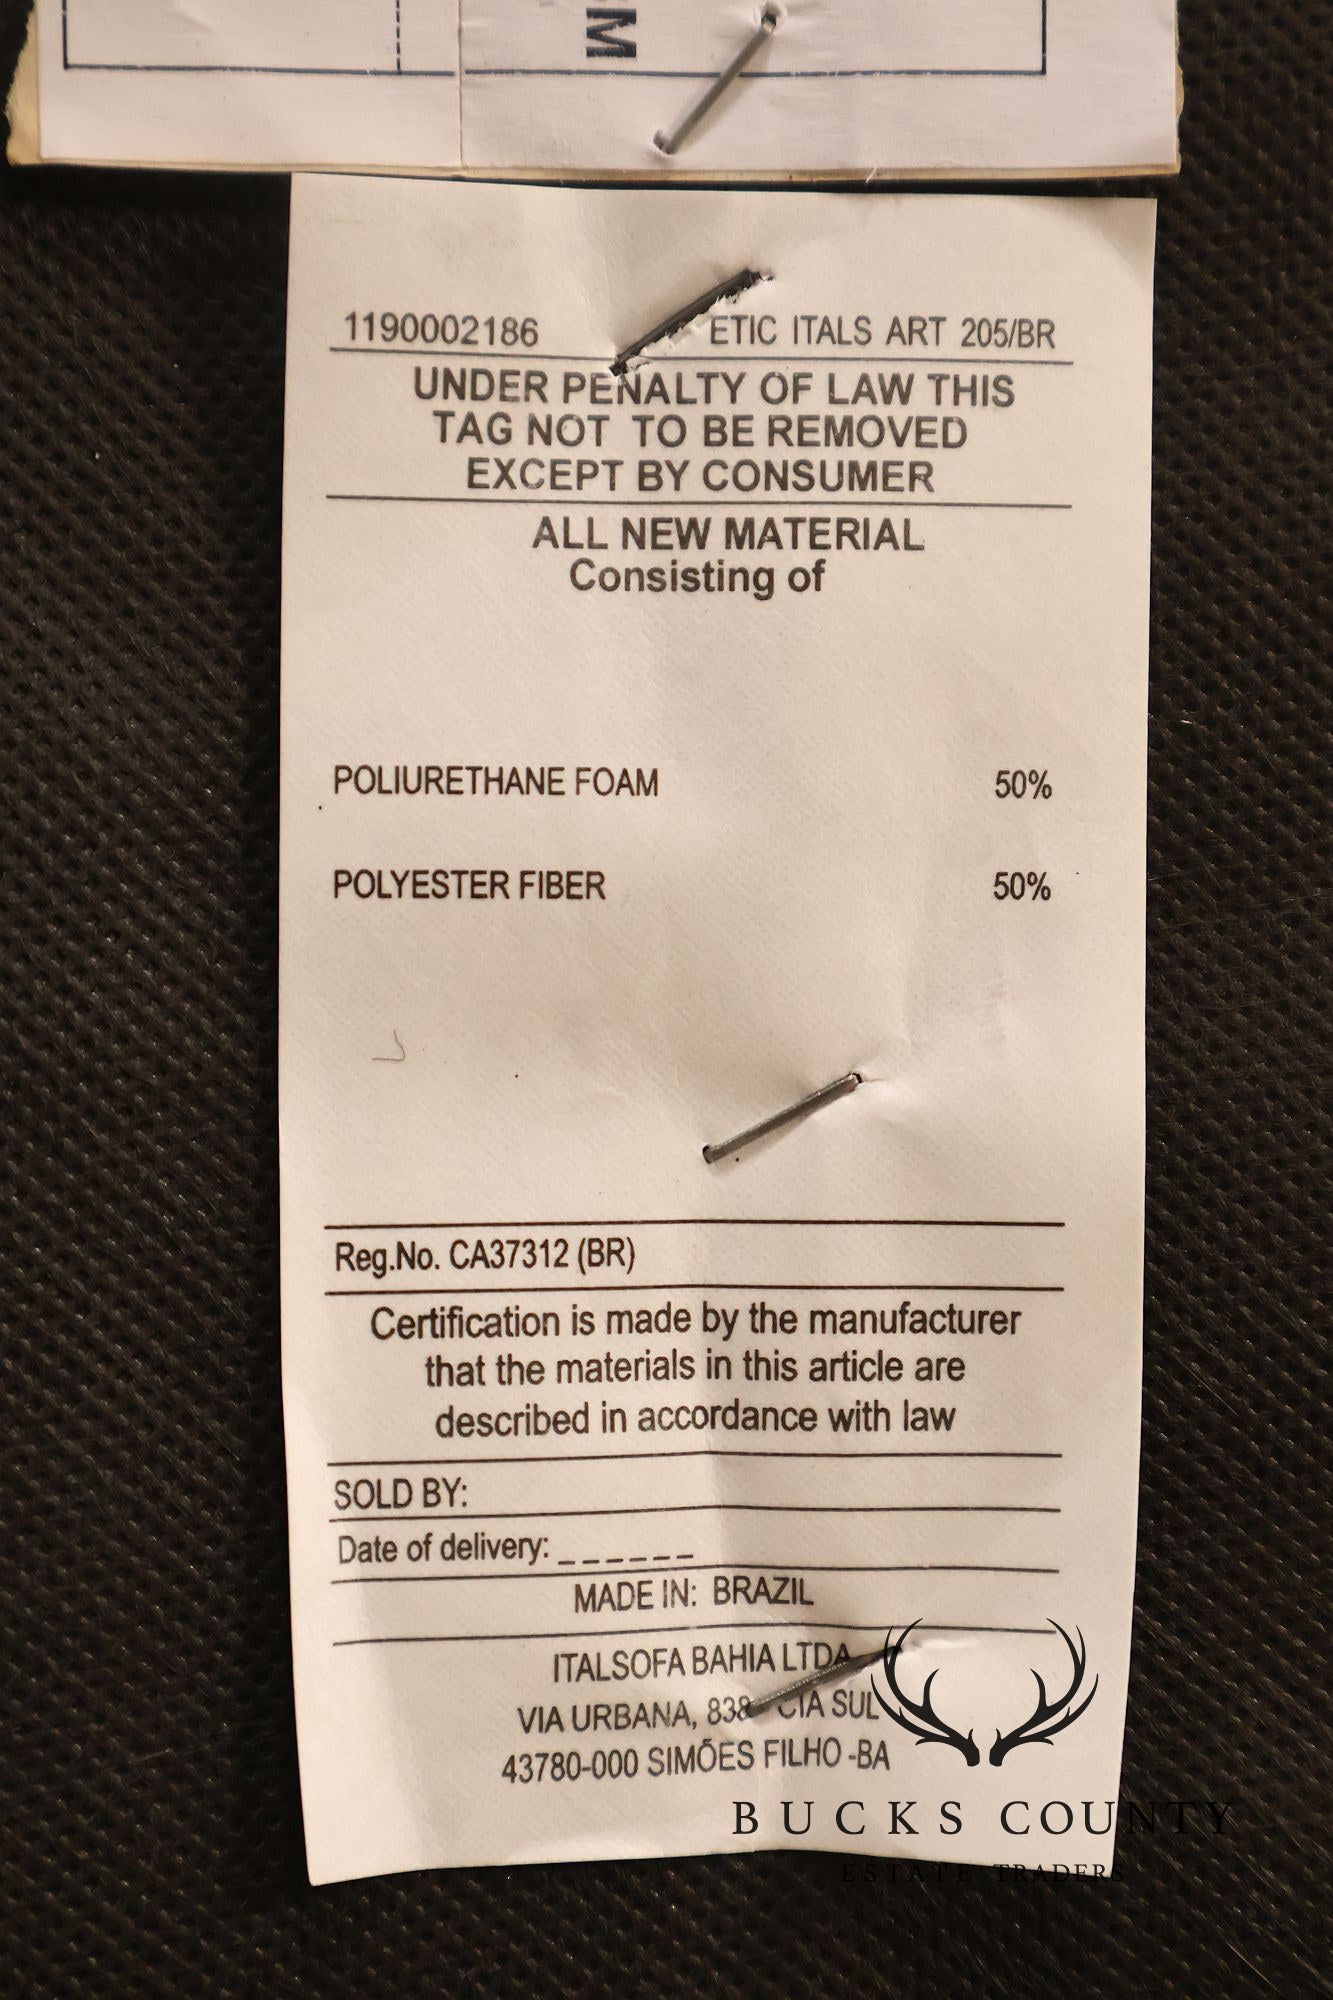 M
1190002186 ETIC ITALS ART 205/BR
UNDER PENALTY OF LAW THIS
TAG NOT TO BE REMOVED
EXCEPT BY CONSUMER
ALL NEW MATERIAL
Consisting of
POLIURETHANE FOAM 50%
POLYESTER FIBER 50%
Reg.No. CA37312 (BR)
Certification is made by the manufacturer
that the materials in this article are
described in accordance with law
SOLD BY:
Date of delivery: ______
MADE IN: BRAZIL
ITALSOFA BAHIA LTDA
VIA URBANA, 838 - CIA SUL
43780-000 SIMÕES FILHO -BA
BUCKS COUNTY
ESTATE TRADERS